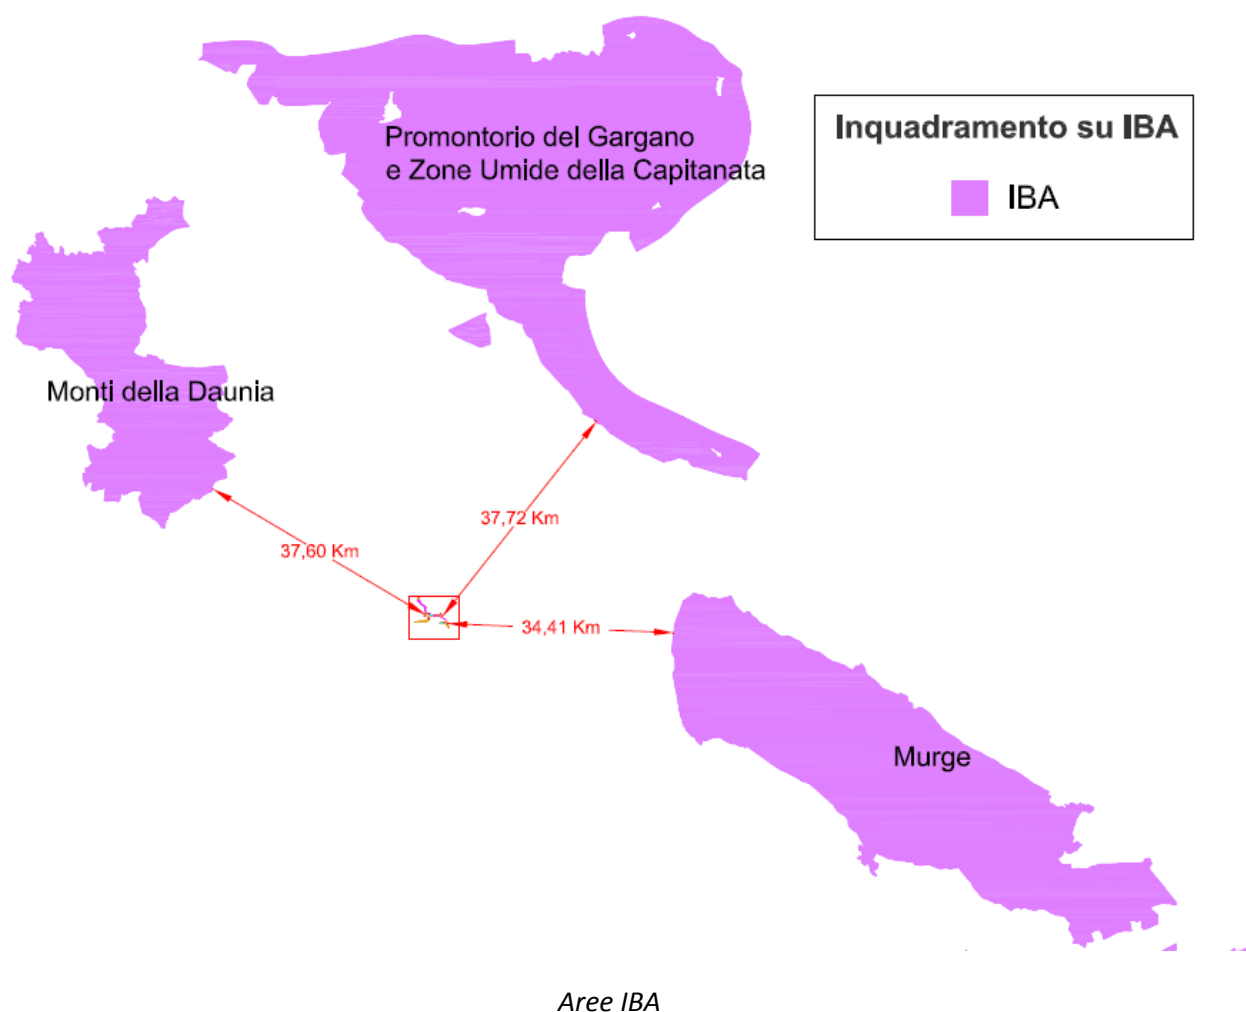 Promontorio del Gargano
e Zone Umide della Capitanata
Inquadramento su IBA
IBA
Monti della Daunia
37,72 Km
37,60 Km
34,41 Km
Murge
Aree IBA